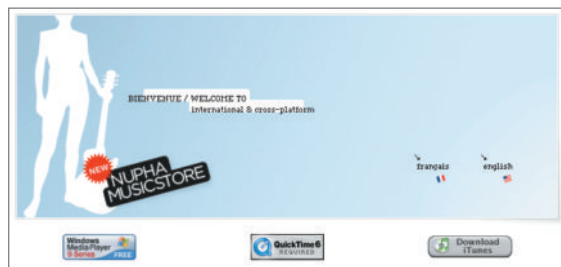 BIENVENUE / WELCOME TO
international & cross-platform
NEW
NUPHA
MUSICSTORE
français
english
Windows
Media Player
9 Series
FREE
QuickTime 6
REQUIRED
Download
iTunes